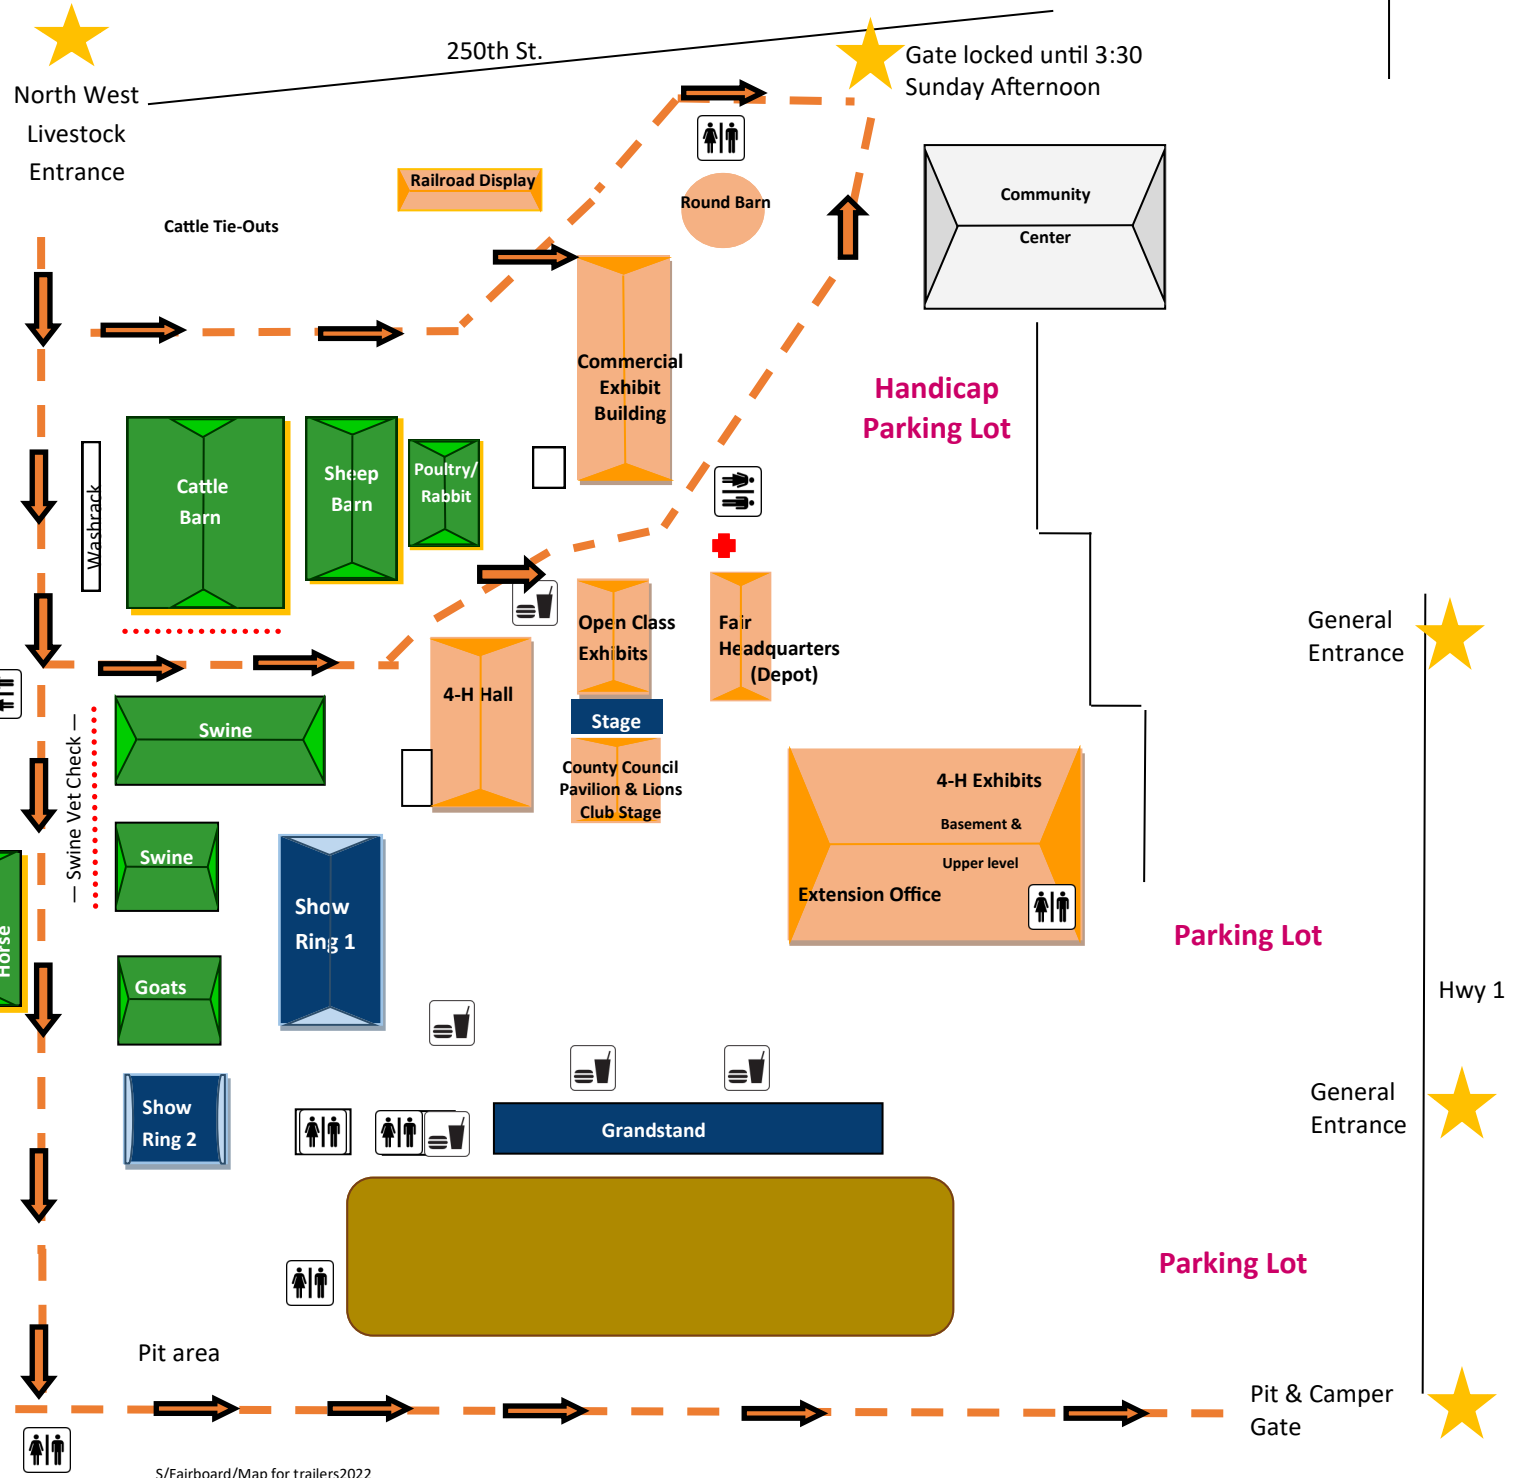 250th St.
Gate locked until 3:30
Sunday Afternoon
North West
Livestock
Entrance
Railroad Display
Round Barn
Community
Center
Cattle Tie-Outs
Commercial
Exhibit
Building
Handicap
Parking Lot
Washrack
Cattle
Barn
Sheep
Barn
Poultry/
Rabbit
Open Class
Exhibits
Fair
Headquarters
(Depot)
General
Entrance
4-H Hall
Stage
Swine
— Swine Vet Check —
County Council
Pavilion & Lions
Club Stage
4-H Exhibits
Basement &
Upper level
Extension Office
Swine
Show
Ring 1
Parking Lot
Horse
Goats
Hwy 1
Show
Ring 2
Grandstand
General
Entrance
Parking Lot
Pit area
Pit & Camper
Gate
S/Fairboard/Map for trailers2022